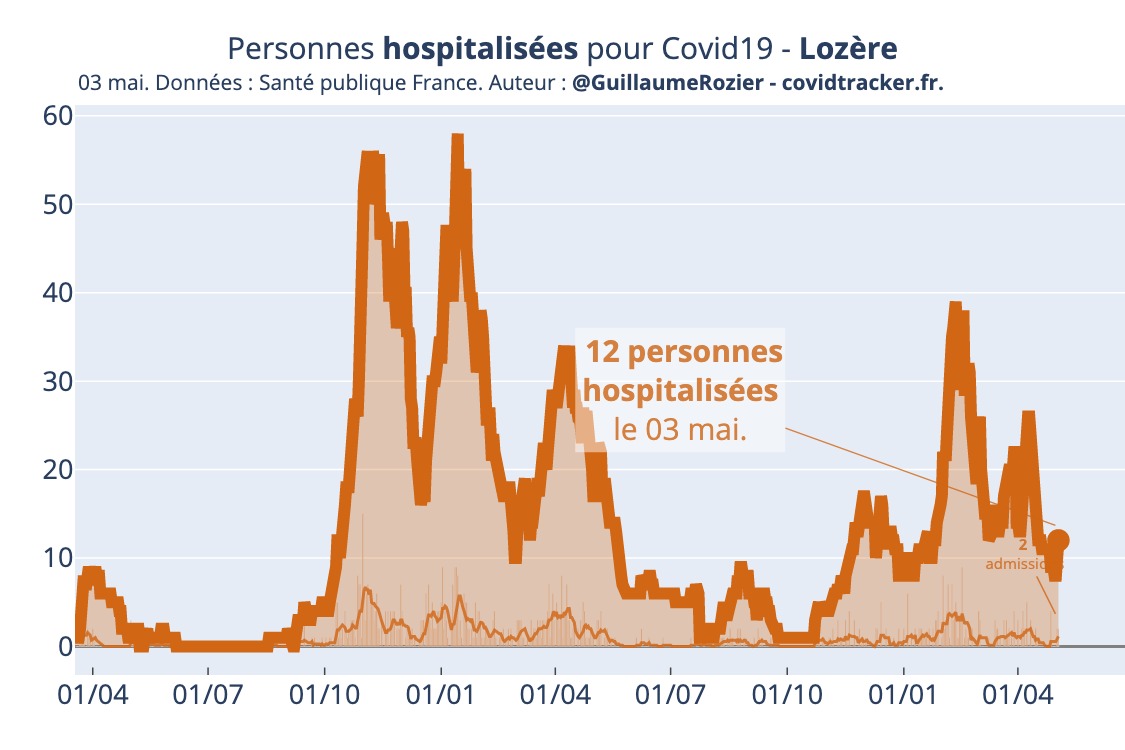 Personnes hospitalisées pour Covid19 - Lozère
03 mai. Données : Santé publique France. Auteur : @GuillaumeRozier - covidtracker.fr.
60
50
40
30
20
10
0
12 personnes
hospitalisées
le 03 mai.
2
01/04 01/07 01/10 01/01 01/04 01/07 01/10 01/01 01/04